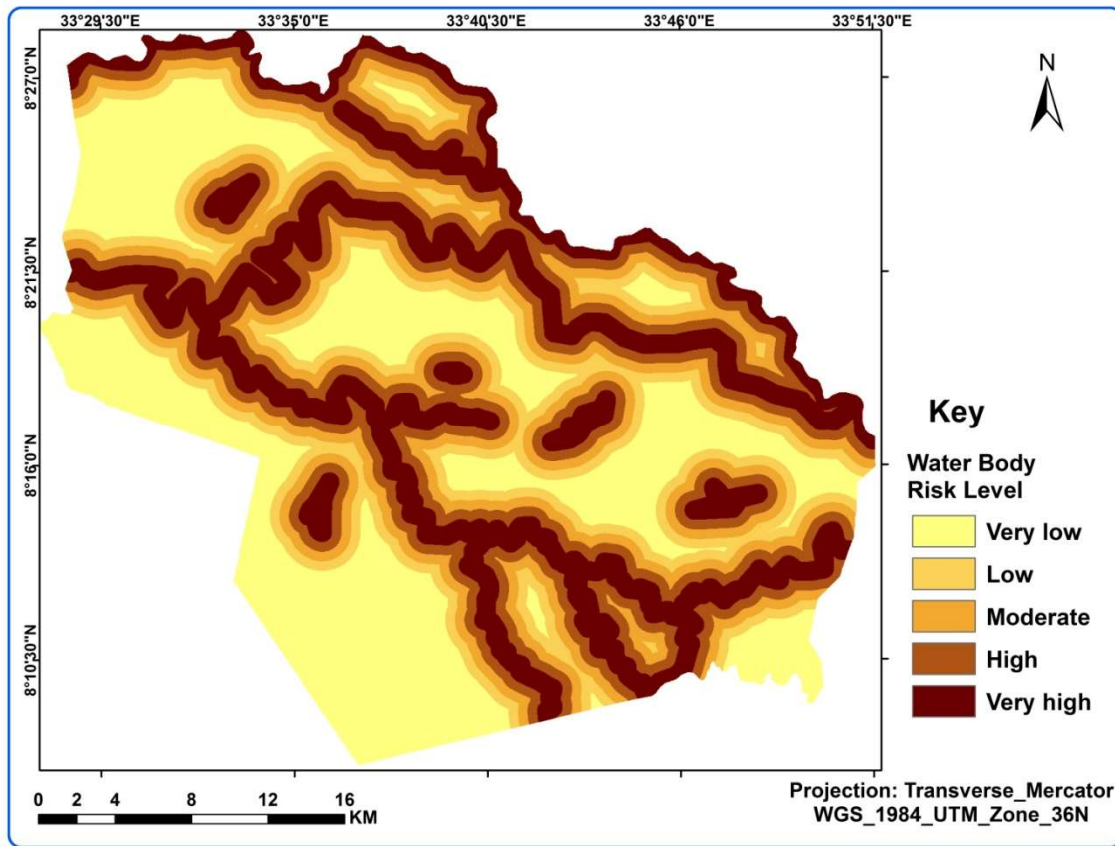 33°29'30"E 33°35'0"E 33°40'30"E 33°46'0"E 33°51'30"E
8°27'0"N
8°21'30"N
8°16'0"N
8°10'30"N
N
Key
Water Body
Risk Level
Very low
Low
Moderate
High
Very high
0 2 4 8 12 16
KM
Projection: Transverse_Mercator
WGS_1984_UTM_Zone_36N